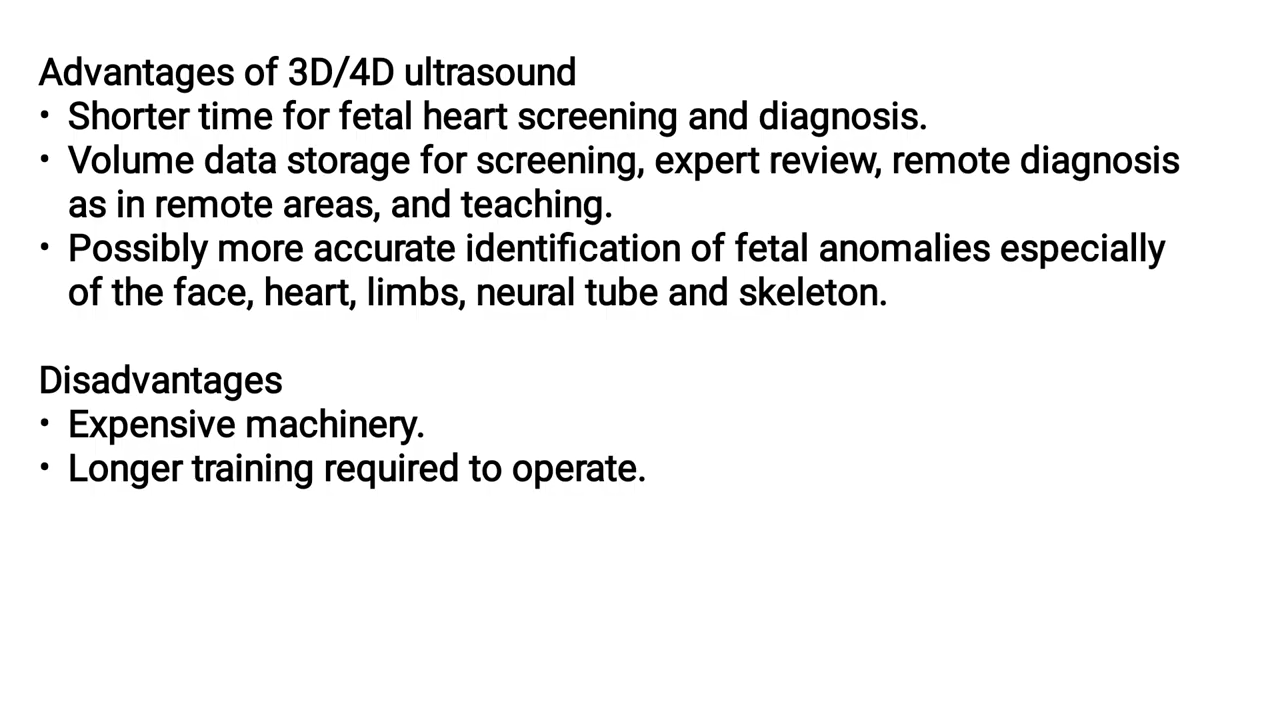 Advantages of 3D/4D ultrasound
• Shorter time for fetal heart screening and diagnosis.
• Volume data storage for screening, expert review, remote diagnosis
as in remote areas, and teaching.
• Possibly more accurate identification of fetal anomalies especially
of the face, heart, limbs, neural tube and skeleton.
Disadvantages
• Expensive machinery.
• Longer training required to operate.